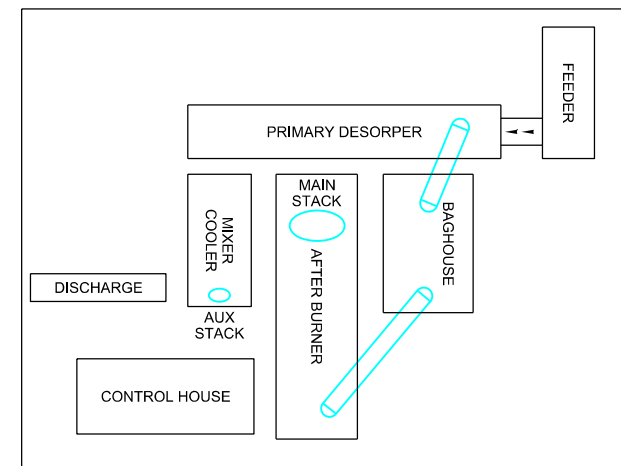 FEEDER
PRIMARY DESORPER
MIXER
COOLER
MAIN
STACK
AFTER BURNER
BAGHOUSE
DISCHARGE
AUX
STACK
CONTROL HOUSE